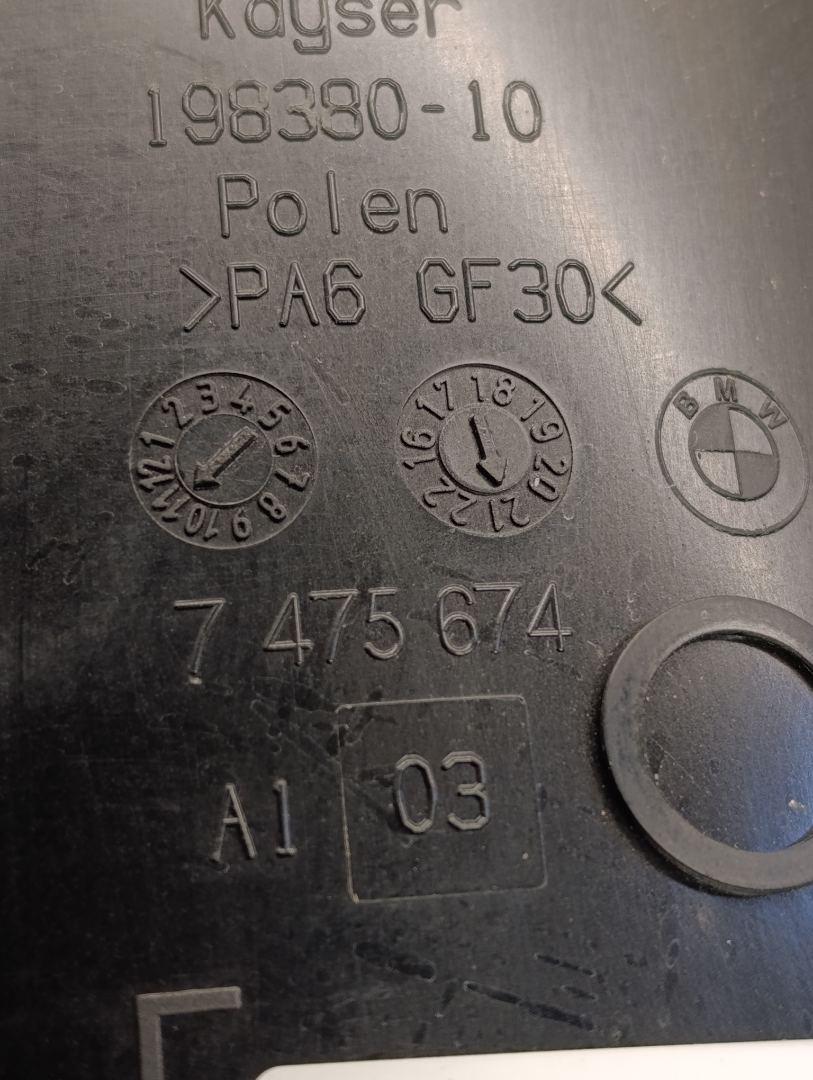 Kayser
198380-10
Polen
>PA6 GF30<
1 2 3 4 5 6 7 8 9 10 11 12
16 17 18 19 20 21 22
BMW
7 475 674
A1 03